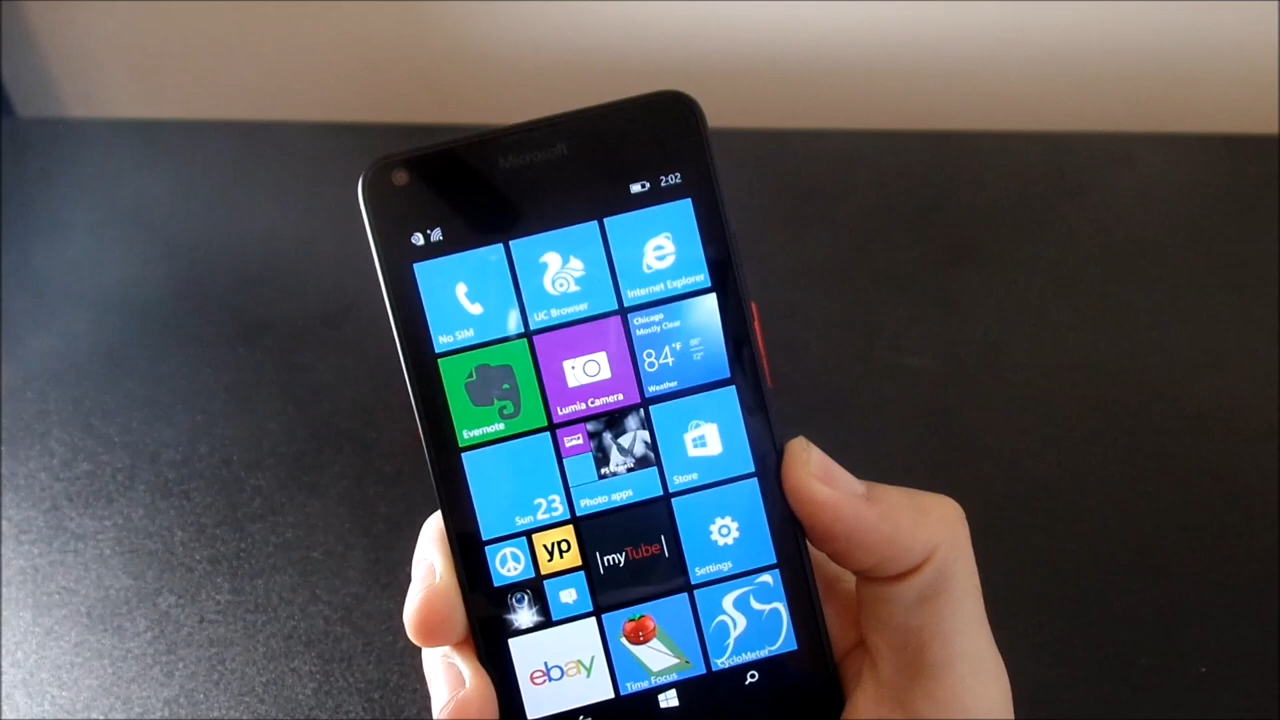 Microsoft
2:02
No SIM
UC Browser
Internet Explorer
Evernote
Lumia Camera
Chicago
Mostly Clear
84°F
Weather
Sun 23
Photo apps
Store
yp
|myTube|
Settings
ebay
Time Focus
CycloMeter